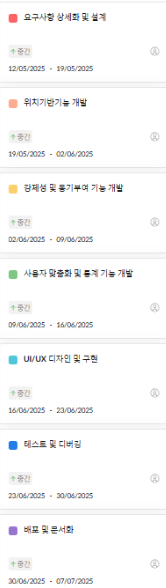 요구사항 상세화 및 설계
↑ 중간
12/05/2025 - 19/05/2025
위치기반기능 개발
↑ 중간
19/05/2025 - 02/06/2025
강제성 및 동기부여 기능 개발
↑ 중간
02/06/2025 - 09/06/2025
사용자 맞춤화 및 통계 기능 개발
↑ 중간
09/06/2025 - 16/06/2025
UI/UX 디자인 및 구현
↑ 중간
16/06/2025 - 23/06/2025
테스트 및 디버깅
↑ 중간
23/06/2025 - 30/06/2025
배포 및 문서화
↑ 중간
30/06/2025 - 07/07/2025